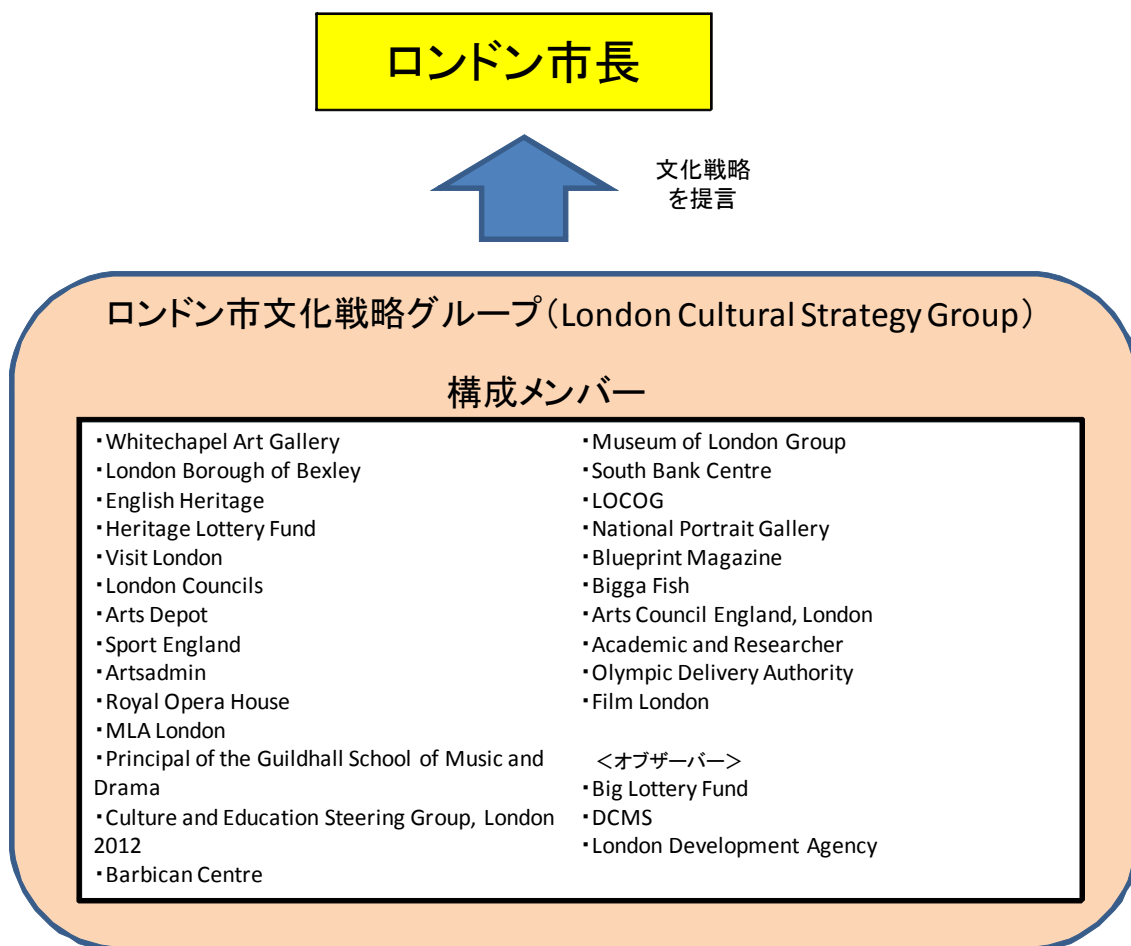 ロンドン市長
文化戦略
を提言
ロンドン市文化戦略グループ（London Cultural Strategy Group）
構成メンバー
・Whitechapel Art Gallery
・London Borough of Bexley
・English Heritage
・Heritage Lottery Fund
・Visit London
・London Councils
・Arts Depot
・Sport England
・Artsadmin
・Royal Opera House
・MLA London
・Principal of the Guildhall School of Music and
Drama
・Culture and Education Steering Group, London
2012
・Barbican Centre
・Museum of London Group
・South Bank Centre
・LOCOG
・National Portrait Gallery
・Blueprint Magazine
・Bigga Fish
・Arts Council England, London
・Academic and Researcher
・Olympic Delivery Authority
・Film London
＜オブザーバー＞
・Big Lottery Fund
・DCMS
・London Development Agency